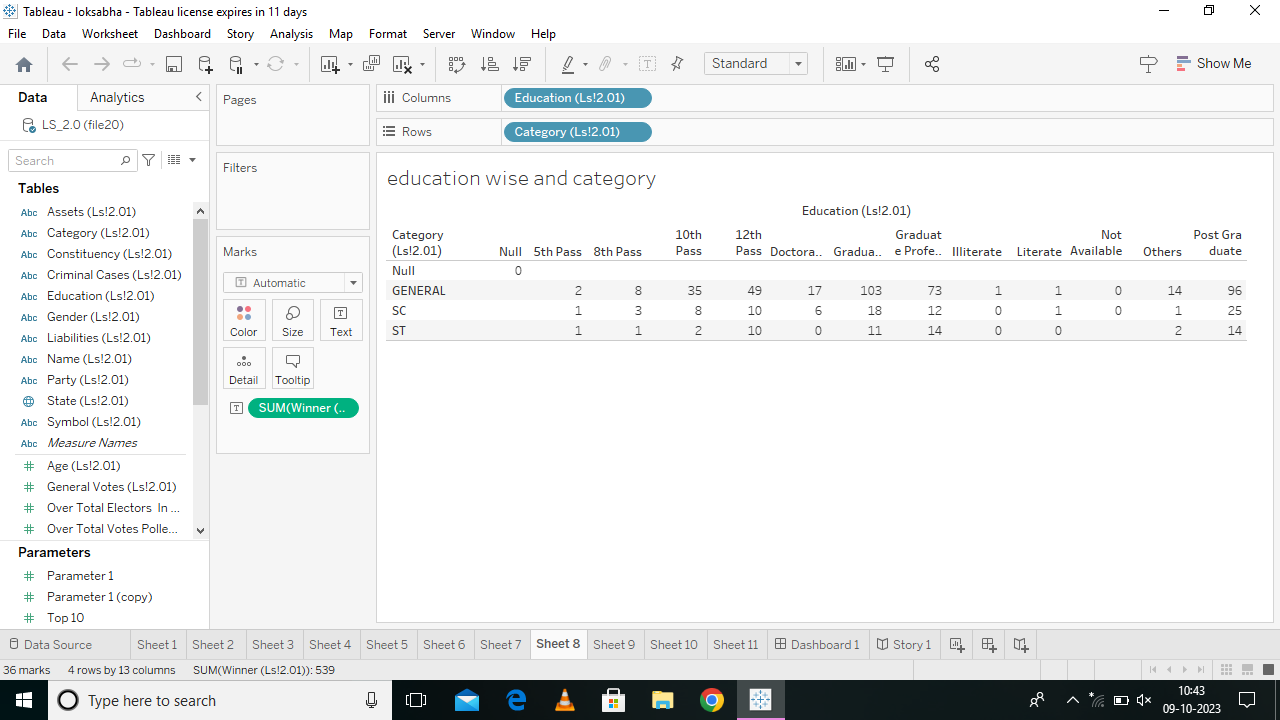 Tableau - loksabha - Tableau license expires in 11 days
File Data Worksheet Dashboard Story Analysis Map Format Server Window Help
Standard Show Me
Data Analytics
LS_2.0 (file20)
Search
Tables
Abc Assets (Ls!2.01)
Abc Category (Ls!2.01)
Abc Constituency (Ls!2.01)
Abc Criminal Cases (Ls!2.01)
Abc Education (Ls!2.01)
Abc Gender (Ls!2.01)
Abc Liabilities (Ls!2.01)
Abc Name (Ls!2.01)
Abc Party (Ls!2.01)
State (Ls!2.01)
Abc Symbol (Ls!2.01)
Abc Measure Names
# Age (Ls!2.01)
# General Votes (Ls!2.01)
# Over Total Electors In ...
# Over Total Votes Polle...
Parameters
# Parameter 1
# Parameter 1 (copy)
# Top 10
Pages
Filters
Marks
T Automatic
Color Size T Text
Detail Tooltip
T SUM(Winner (..
Columns Education (Ls!2.01)
Rows Category (Ls!2.01)
education wise and category
Education (Ls!2.01)
Category (Ls!2.01) Null 5th Pass 8th Pass 10th Pass 12th Pass Doctora.. Gradua.. Graduat e Profe.. Illiterate Literate Not Available Others Post Gra duate
Null 0
GENERAL 2 8 35 49 17 103 73 1 1 0 14 96
SC 1 3 8 10 6 18 12 0 1 0 1 25
ST 1 1 2 10 0 11 14 0 0 2 14
Data Source Sheet 1 Sheet 2 Sheet 3 Sheet 4 Sheet 5 Sheet 6 Sheet 7 Sheet 8 Sheet 9 Sheet 10 Sheet 11 Dashboard 1 Story 1
36 marks 4 rows by 13 columns SUM(Winner (Ls!2.01)): 539
Type here to search
10:43
09-10-2023